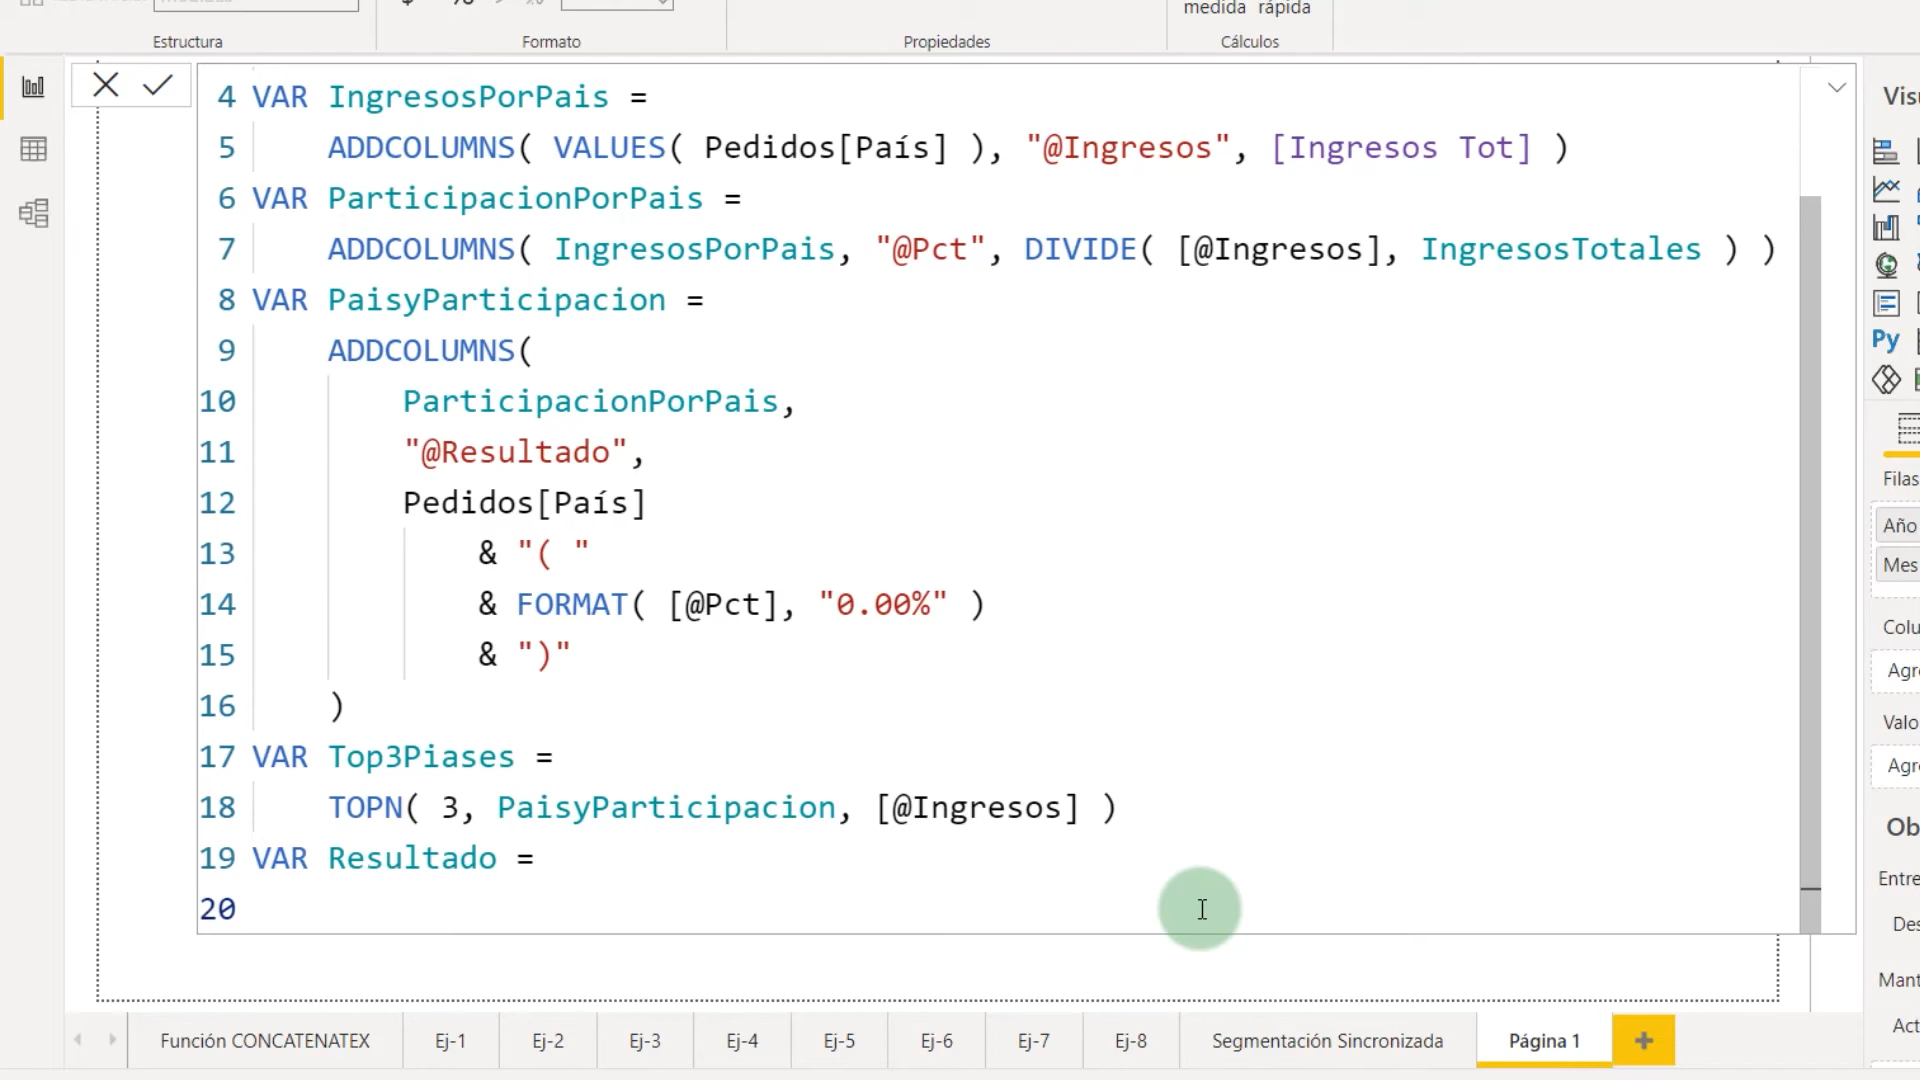 medida rápida
Estructura
Formato
Propiedades
Cálculos
4 VAR IngresosPorPais =
5 ADDCOLUMNS( VALUES( Pedidos[País] ), "@Ingresos", [Ingresos Tot] )
6 VAR ParticipacionPorPais =
7 ADDCOLUMNS( IngresosPorPais, "@Pct", DIVIDE( [@Ingresos], IngresosTotales ) )
8 VAR PaisyParticipacion =
9 ADDCOLUMNS(
10 ParticipacionPorPais,
11 "@Resultado",
12 Pedidos[País]
13 & "( "
14 & FORMAT( [@Pct], "0.00%" )
15 & ")"
16 )
17 VAR Top3Piases =
18 TOPN( 3, PaisyParticipacion, [@Ingresos] )
19 VAR Resultado =
20
Visu
Py
Filas
Año
Mes
Colu
Agre
Valo
Agre
Ob
Entre
Des
Mant
Act
Función CONCATENATEX
Ej-1
Ej-2
Ej-3
Ej-4
Ej-5
Ej-6
Ej-7
Ej-8
Segmentación Sincronizada
Página 1